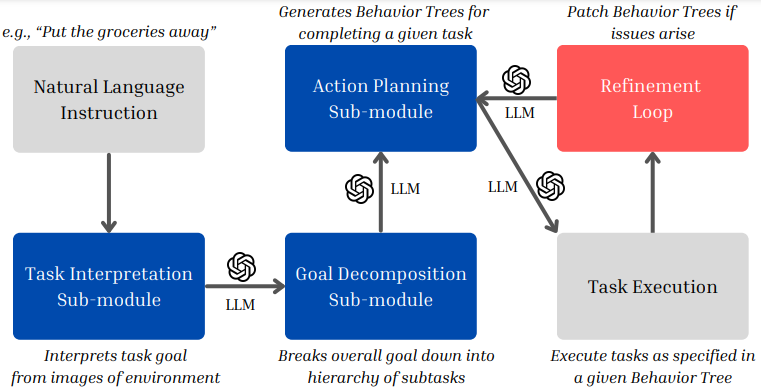 e.g., “Put the groceries away”
Natural Language
Instruction
Generates Behavior Trees for
completing a given task
Action Planning
Sub-module
Patch Behavior Trees if
issues arise
Refinement
Loop
LLM
LLM
LLM
Task Interpretation
Sub-module
Interprets task goal
from images of environment
LLM
Goal Decomposition
Sub-module
Breaks overall goal down into
hierarchy of subtasks
Task Execution
Execute tasks as specified in
a given Behavior Tree